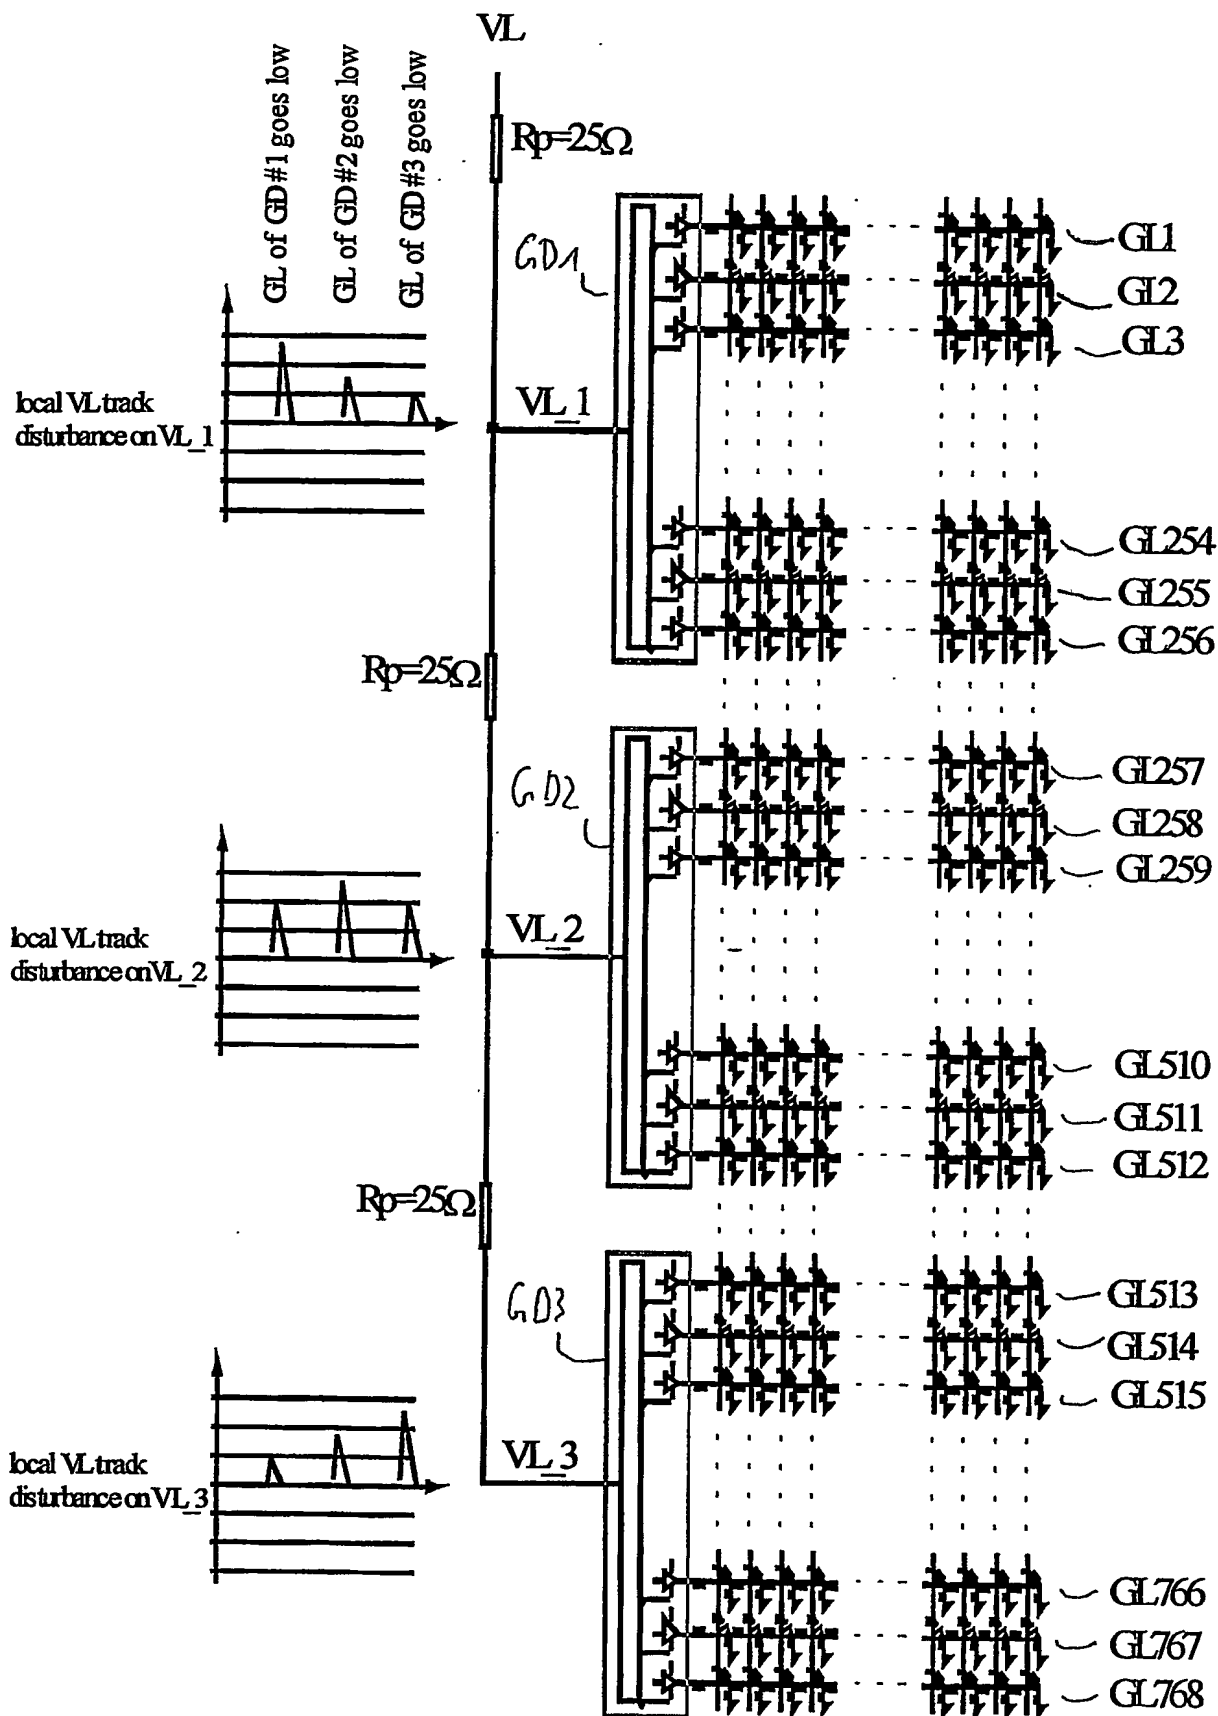 VL
GL of GD#1 goes low
GL of GD#2 goes low
GL of GD#3 goes low
Rp=25Ω
GD1
GL1
GL2
GL3
local VL track
disturbance on VL_1
VL_1
GL254
GL255
GL256
Rp=25Ω
GD2
GL257
GL258
GL259
local VL track
disturbance on VL_2
VL_2
GL510
GL511
GL512
Rp=25Ω
GD3
GL513
GL514
GL515
local VL track
disturbance on VL_3
VL_3
GL766
GL767
GL768